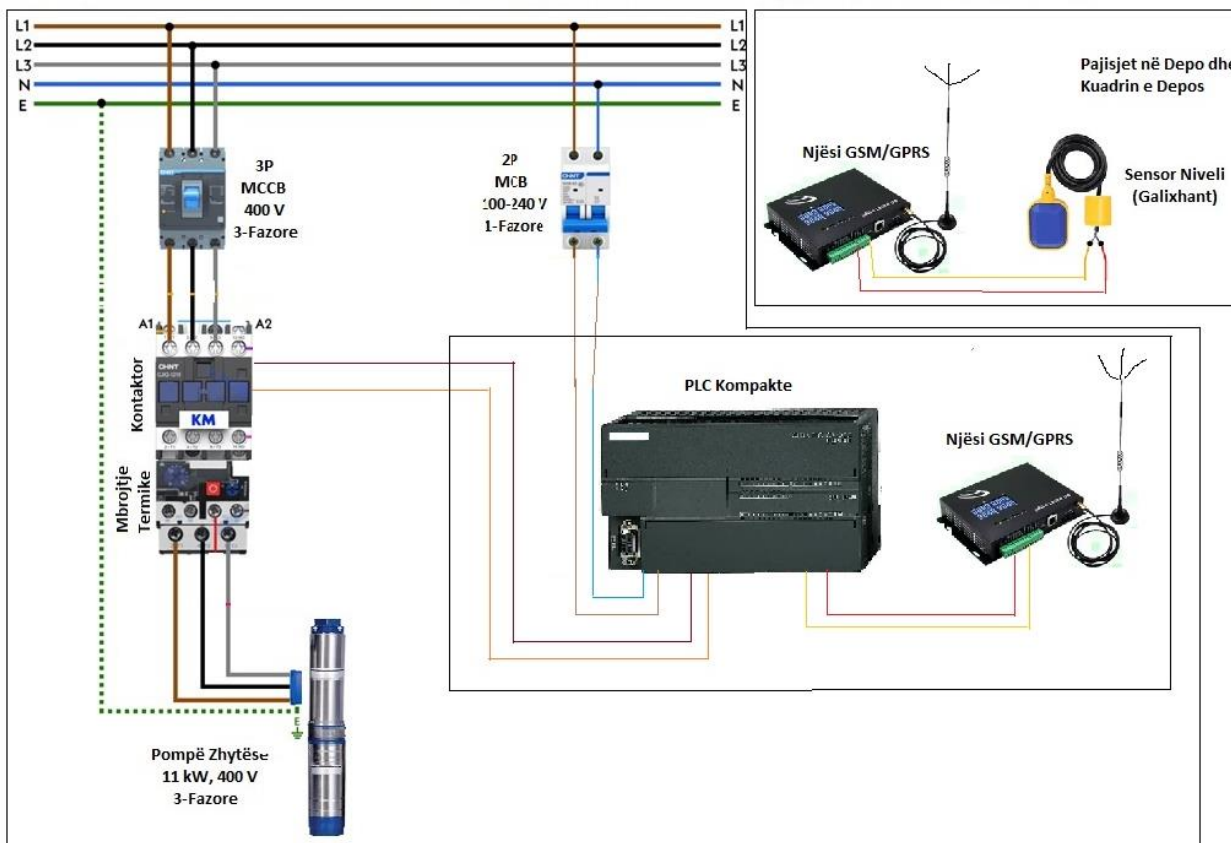 L1
L2
L3
N
E
L1
L2
L3
N
E
3P
MCCB
400 V
3-Fazore
2P
MCB
100-240 V
1-Fazore
CHNT
Pajisjet në Depo dhe
Kuadrin e Depos
Njësi GSM/GPRS
Sensor Niveli
(Galixhant)
A1
A2
CHNT
KM
Kontaktor
Mbrojtje
Termike
PLC Kompakte
Njësi GSM/GPRS
E
Pompë Zhytëse
11 kW, 400 V
3-Fazore